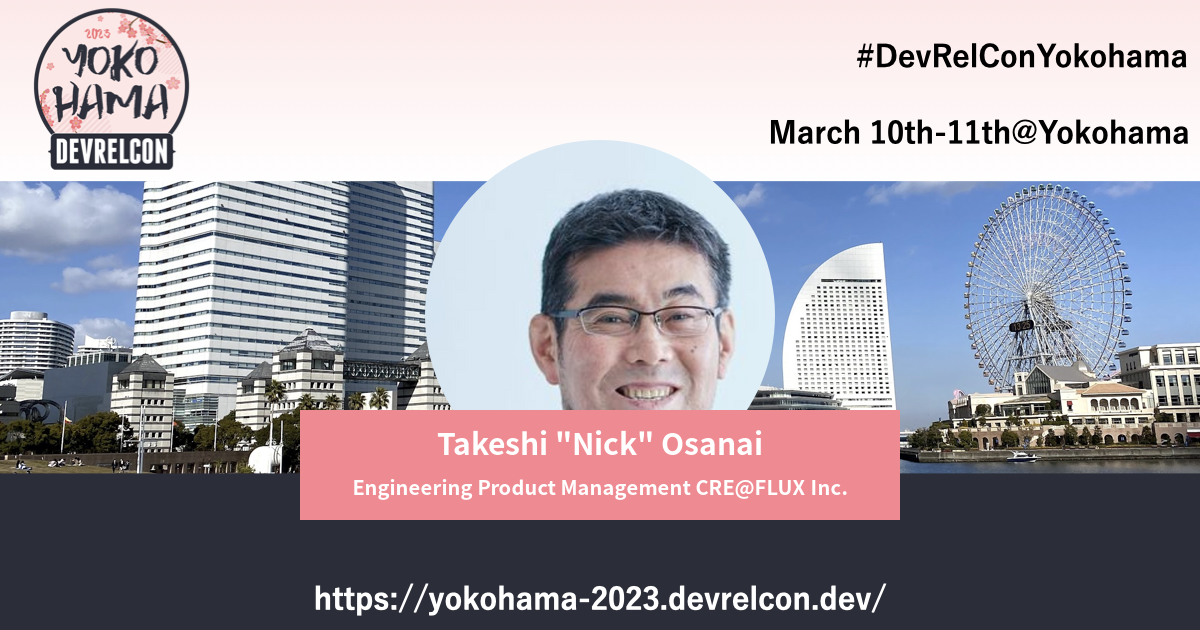 2023
YOKO
HAMA
DEVRELCON
#DevRelConYokohama
March 10th-11th@Yokohama
Takeshi "Nick" Osanai
Engineering Product Management CRE@FLUX Inc.
https://yokohama-2023.devrelcon.dev/